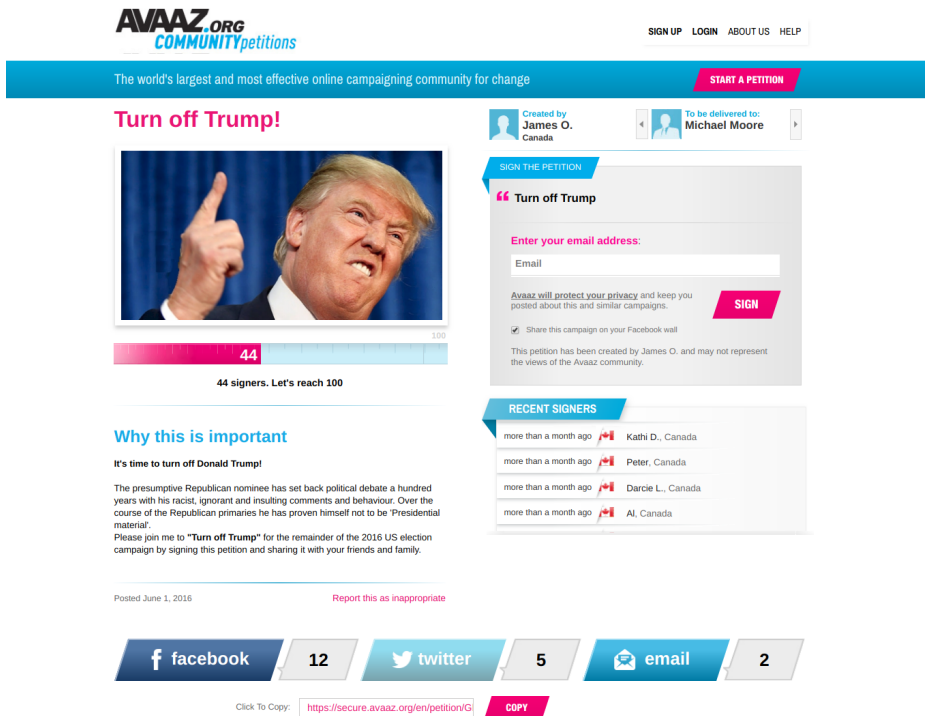 AVAAZ.ORG
COMMUNITYpetitions
SIGN UP LOGIN ABOUT US HELP
The world's largest and most effective online campaigning community for change
START A PETITION
Turn off Trump!
100
44
44 signers. Let's reach 100
Why this is important
It's time to turn off Donald Trump!
The presumptive Republican nominee has set back political debate a hundred
years with his racist, ignorant and insulting comments and behaviour. Over the
course of the Republican primaries he has proven himself not to be 'Presidential
material'.
Please join me to "Turn off Trump" for the remainder of the 2016 US election
campaign by signing this petition and sharing it with your friends and family.
Posted June 1, 2016
Report this as inappropriate
Created by
James O.
Canada
To be delivered to:
Michael Moore
SIGN THE PETITION
Turn off Trump
Enter your email address:
Email
Avaaz will protect your privacy and keep you
posted about this and similar campaigns.
SIGN
Share this campaign on your Facebook wall
This petition has been created by James O. and may not represent
the views of the Avaaz community.
RECENT SIGNERS
more than a month ago Kathi D., Canada
more than a month ago Peter, Canada
more than a month ago Darcie L., Canada
more than a month ago Al, Canada
facebook 12 twitter 5 email 2
Click To Copy: https://secure.avaaz.org/en/petition/G COPY